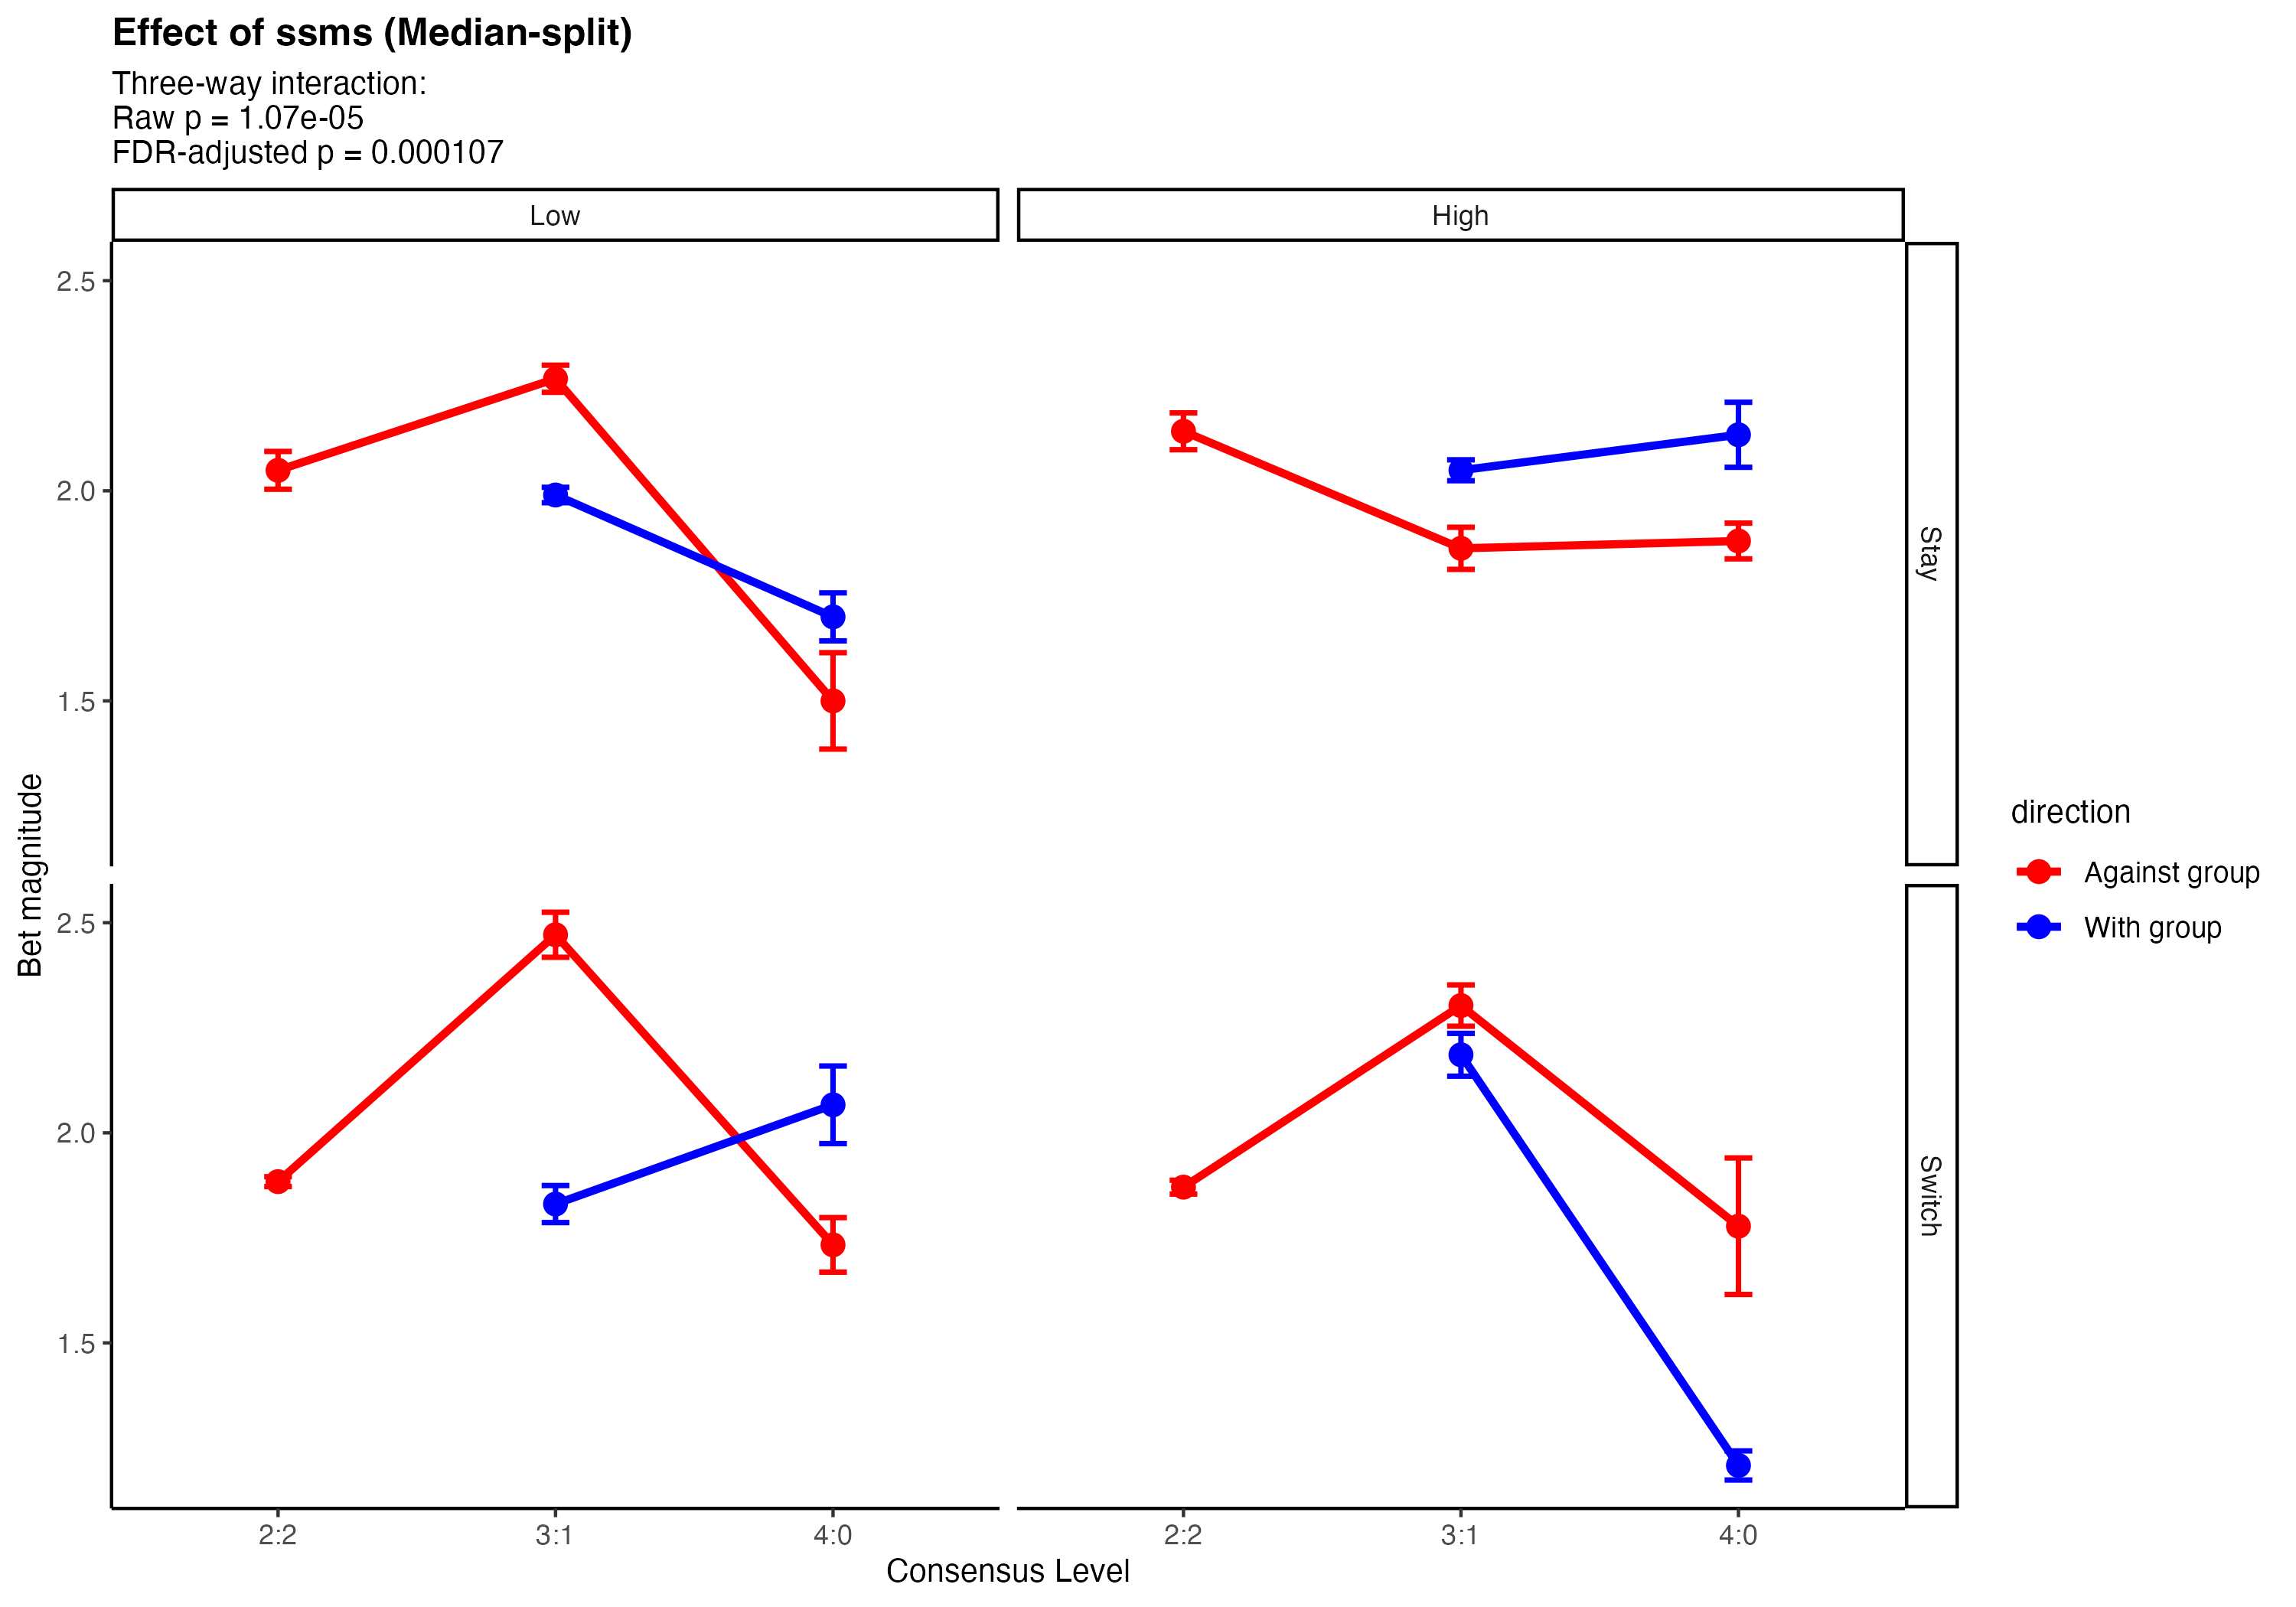 Effect of ssms (Median-split)
Three-way interaction:
Raw p = 1.07e-05
FDR-adjusted p = 0.000107
Low
High
2.5
2.0
1.5
Stay
Bet magnitude
2.5
2.0
1.5
Switch
direction
Against group
With group
2:2
3:1
4:0
2:2
3:1
4:0
Consensus Level